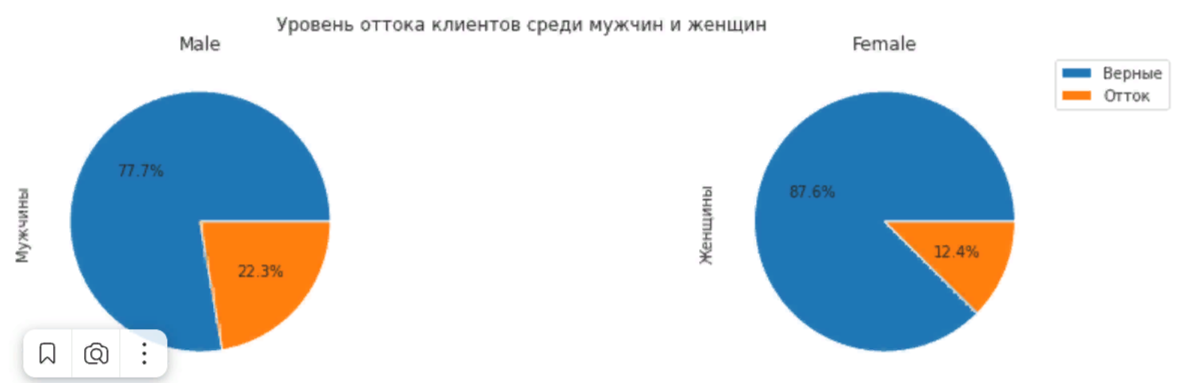 Уровень оттока клиентов среди мужчин и женщин
Male
Мужчины
77.7%
22.3%
Female
Женщины
87.6%
12.4%
Верные
Отток